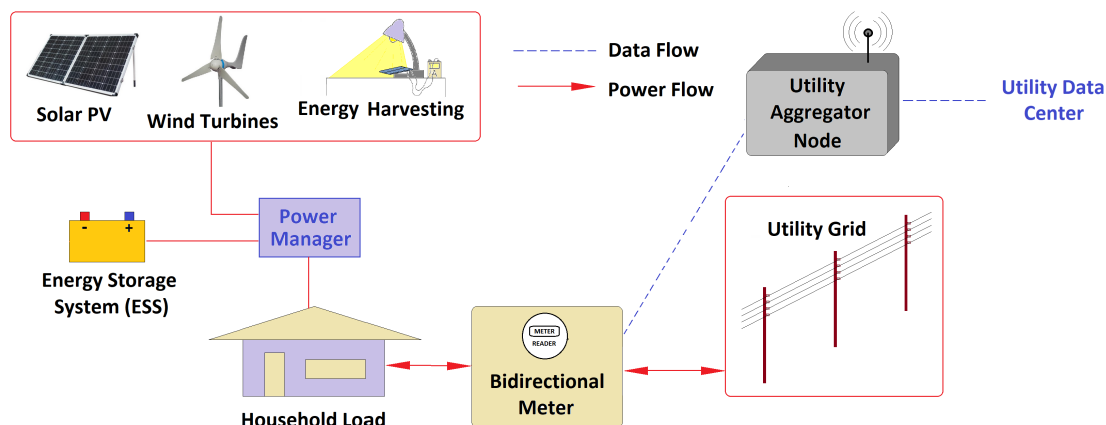 Solar PV
Wind Turbines
Energy Harvesting
Data Flow
Power Flow
Utility
Aggregator
Node
Utility Data
Center
Power
Manager
-
+
Energy Storage
System (ESS)
Utility Grid
METER
READER
Bidirectional
Meter
Household Load